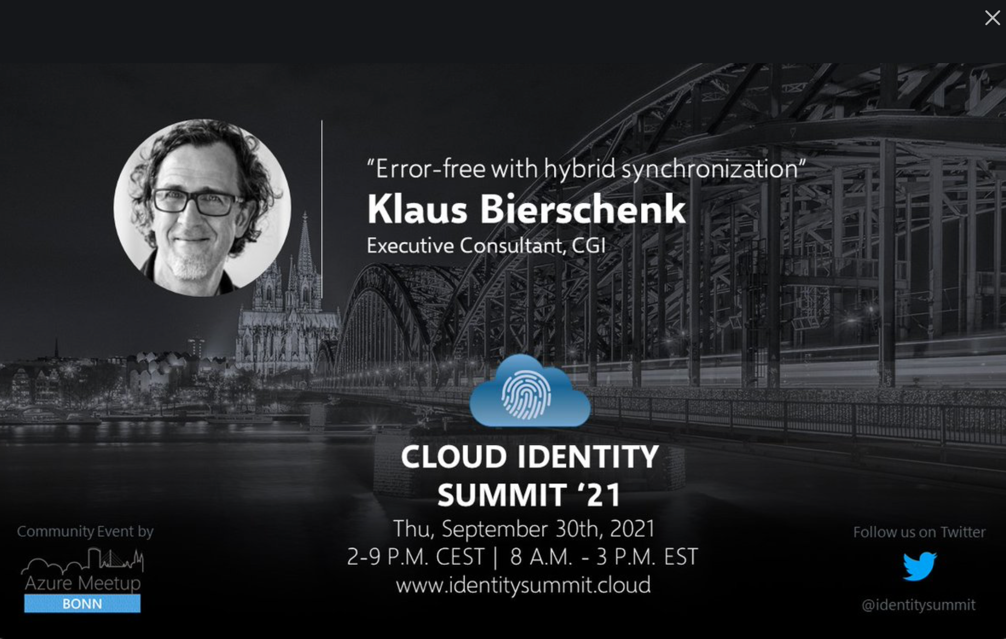 "Error-free with hybrid synchronization"
Klaus Bierschenk
Executive Consultant, CGI
CLOUD IDENTITY
SUMMIT '21
Thu, September 30th, 2021
2-9 P.M. CEST | 8 A.M. - 3 P.M. EST
www.identitysummit.cloud
Community Event by
Azure Meetup
BONN
Follow us on Twitter
@identitysummit